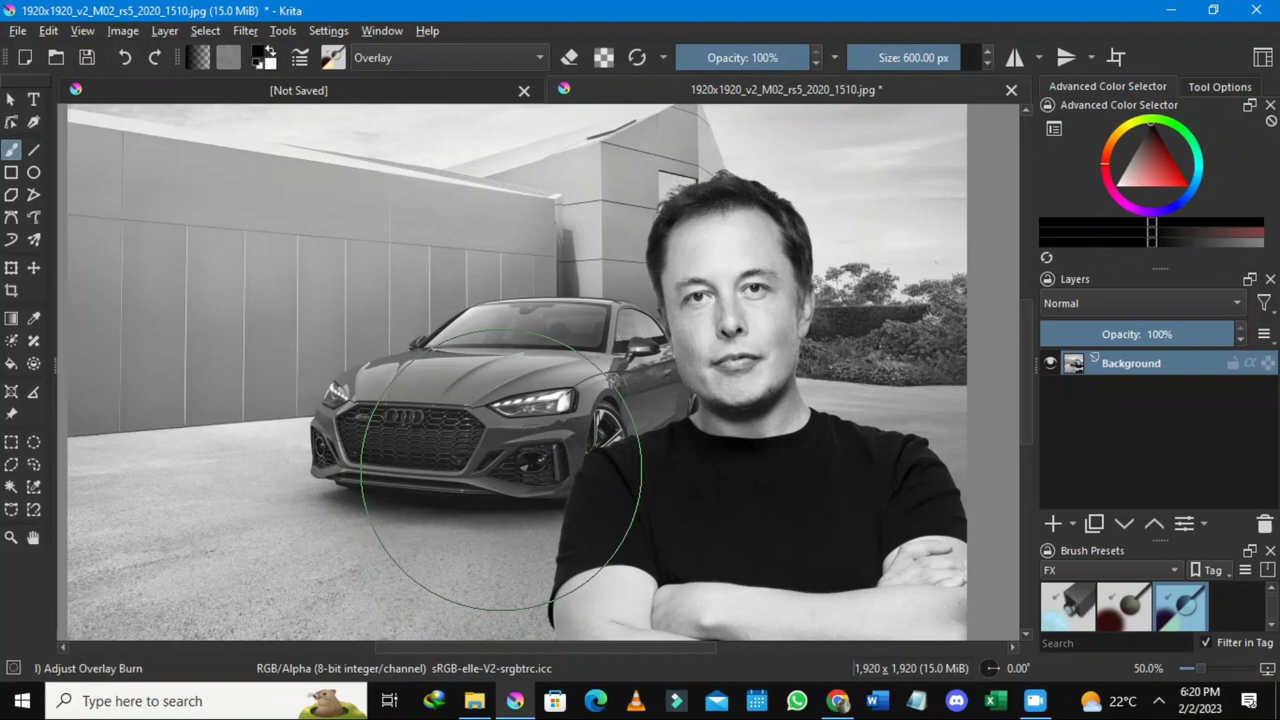 1920x1920_v2_M02_rs5_2020_1510.jpg (15.0 MiB) * - Krita
File Edit View Image Layer Select Filter Tools Settings Window Help
Overlay Opacity: 100% Size: 600.00 px
[Not Saved] 1920x1920_v2_M02_rs5_2020_1510.jpg *
Advanced Color Selector Tool Options
Advanced Color Selector
Layers
Normal
Opacity: 100%
Background
Brush Presets
FX Tag
Search Filter in Tag
I) Adjust Overlay Burn RGB/Alpha (8-bit integer/channel) sRGB-elle-V2-srgbtrc.icc 1,920 x 1,920 (15.0 MiB) 0.00° 50.0%
Type here to search 22°C 6:20 PM
2/2/2023